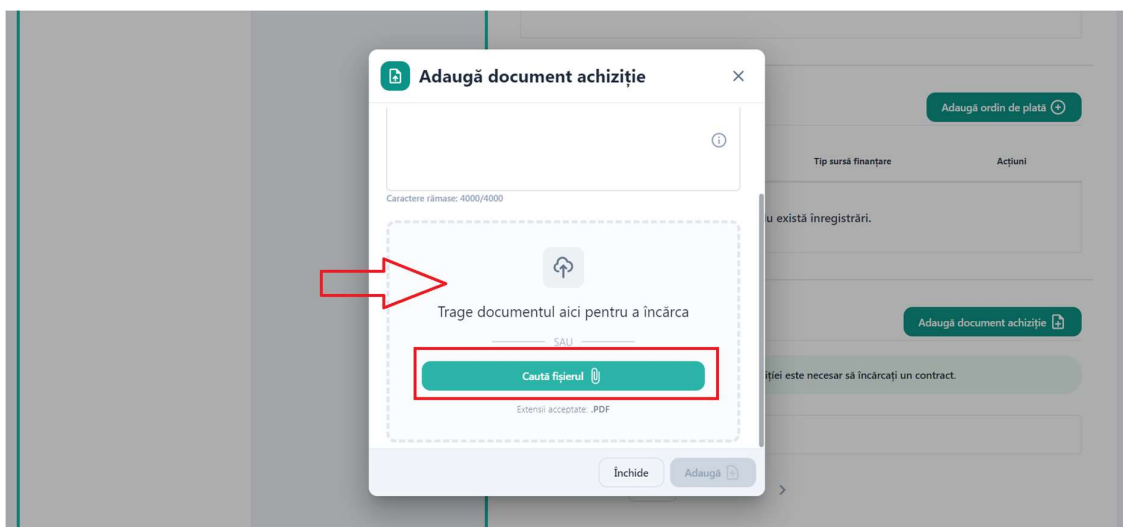 Adaugă document achiziție
Adaugă ordin de plată
Tip sursă finanțare
Acțiuni
Caractere rămase: 4000/4000
există înregistrări.
Trage documentul aici pentru a încărca
SAU
Adaugă document achiziție
Caută fișierul
este necesar să încărcați un contract.
Extensii acceptate: .PDF
Închide
Adaugă